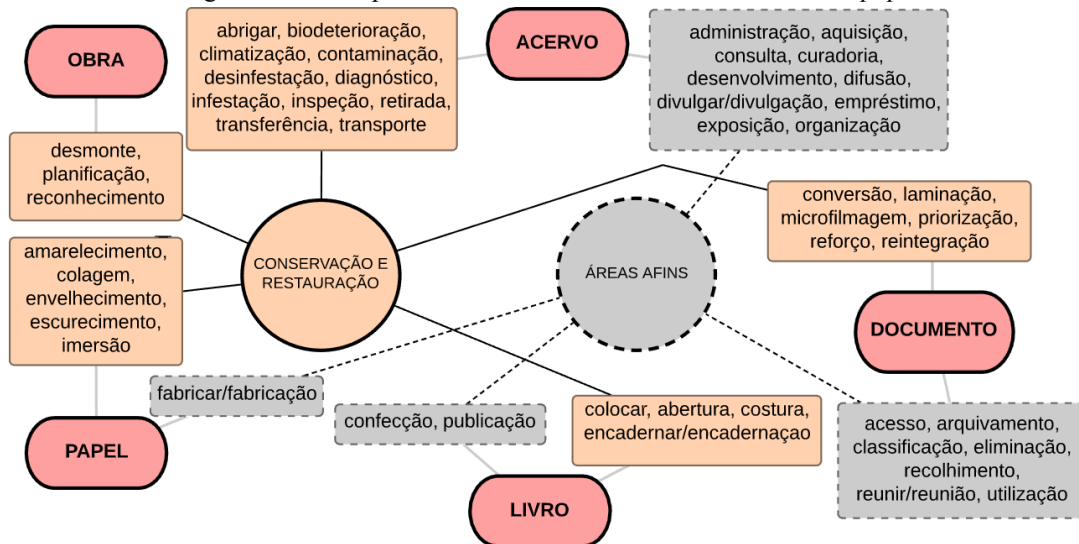 OBRA
abrigar, biodeterioração,
climatização, contaminação,
desinfestação, diagnóstico,
infestação, inspeção, retirada,
transferência, transporte
ACERVO
administração, aquisição,
consulta, curadoria,
desenvolvimento, difusão,
divulgar/divulgação, empréstimo,
exposição, organização
desmonte,
planificação,
reconhecimento
conversão, laminação,
microfilmagem, priorização,
reforço, reintegração
amarelecimento,
colagem,
envelhecimento,
escurecimento,
imersão
CONSERVAÇÃO E
RESTAURAÇÃO
ÁREAS AFINS
DOCUMENTO
fabricar/fabricação
confecção, publicação
colocar, abertura, costura,
encadernar/encadernaçao
acesso, arquivamento,
classificação, eliminação,
recolhimento,
reunir/reunião, utilização
PAPEL
LIVRO